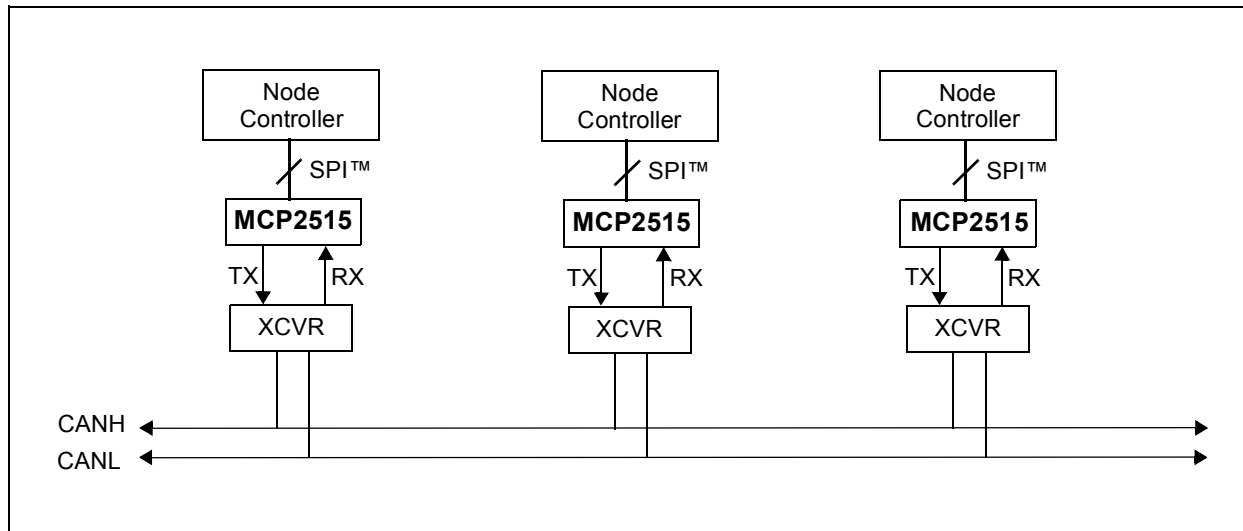 Node
Controller
Node
Controller
Node
Controller
SPI™
SPI™
SPI™
MCP2515
MCP2515
MCP2515
TX
RX
TX
RX
TX
RX
XCVR
XCVR
XCVR
CANH
CANL